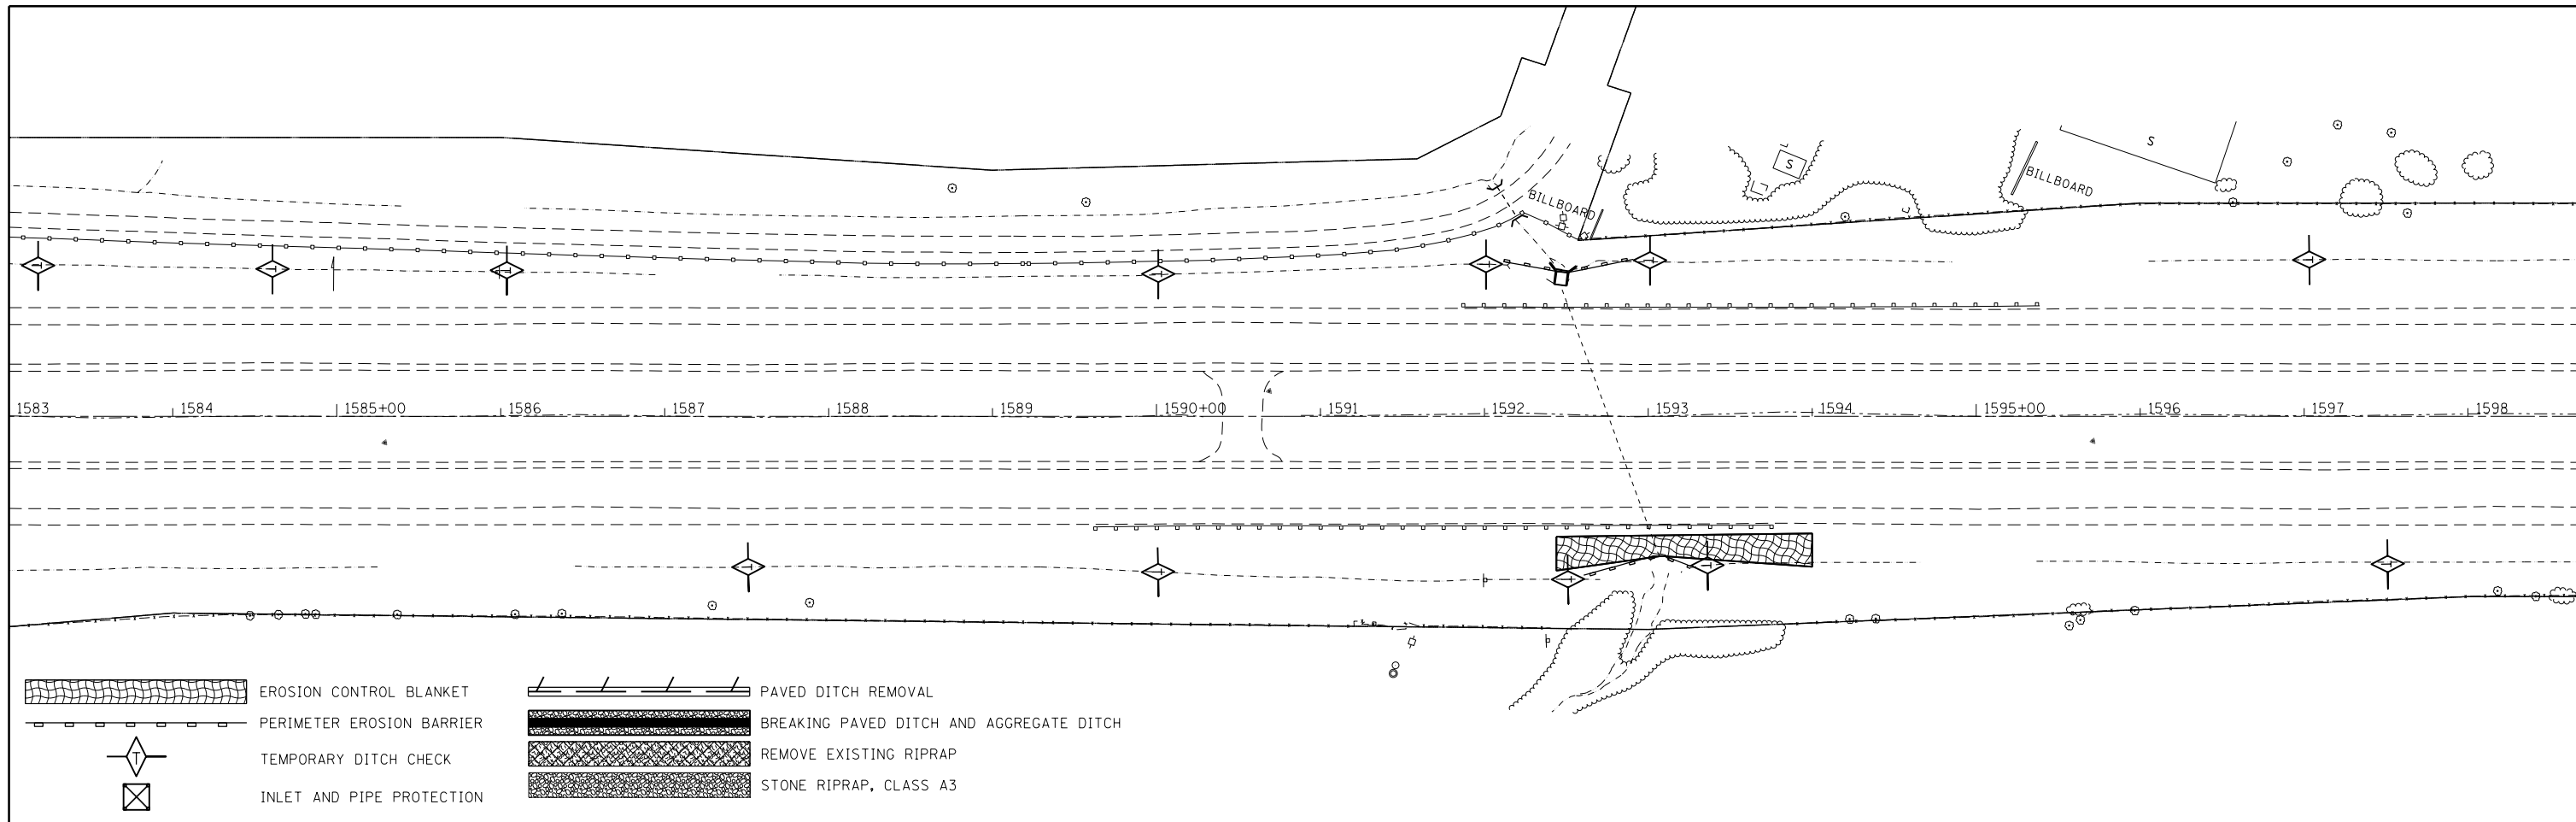 S
S
BILLBOARD
BILLBOARD
1583 1584 1585+00 1586 1587 1588 1589 1590+00 1591 1592 1593 1594 1595+00 1596 1597 1598
EROSION CONTROL BLANKET
PERIMETER EROSION BARRIER
T TEMPORARY DITCH CHECK
INLET AND PIPE PROTECTION
PAVED DITCH REMOVAL
BREAKING PAVED DITCH AND AGGREGATE DITCH
REMOVE EXISTING RIPRAP
STONE RIPRAP, CLASS A3